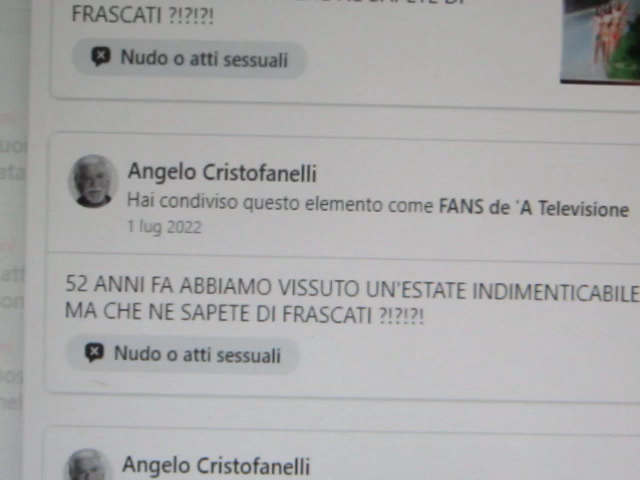 FRASCATI ?!?!?!
Nudo o atti sessuali
Angelo Cristofanelli
Hai condiviso questo elemento come FANS de 'A Televisione
1 lug 2022
52 ANNI FA ABBIAMO VISSUTO UN'ESTATE INDIMENTICABILE
MA CHE NE SAPETE DI FRASCATI ?!?!?!
Nudo o atti sessuali
Angelo Cristofanelli